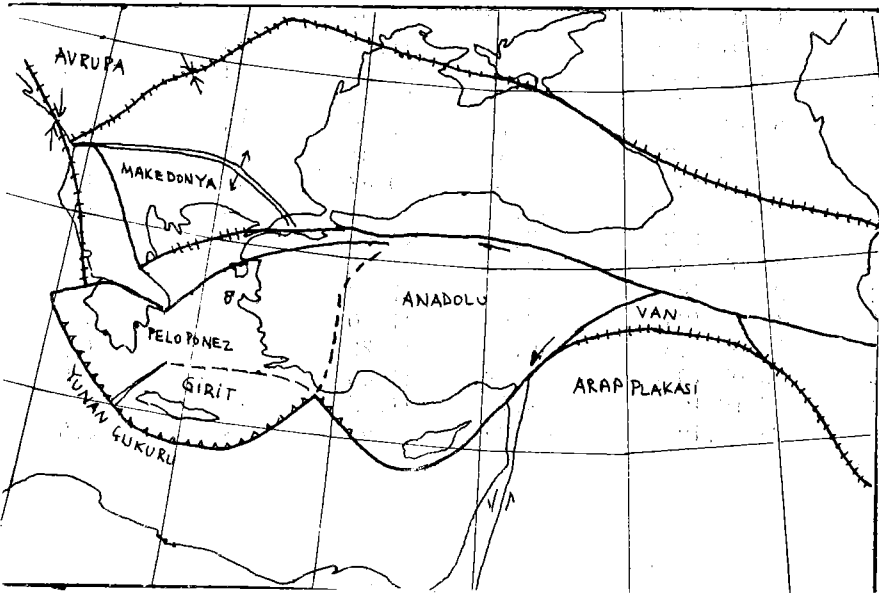 AVRUPA
MAKEDONYA
ANADOLU
VAN
PELOPONEZ
GIRIT
ARAP PLAKASI
YUNAN ÇUKURU